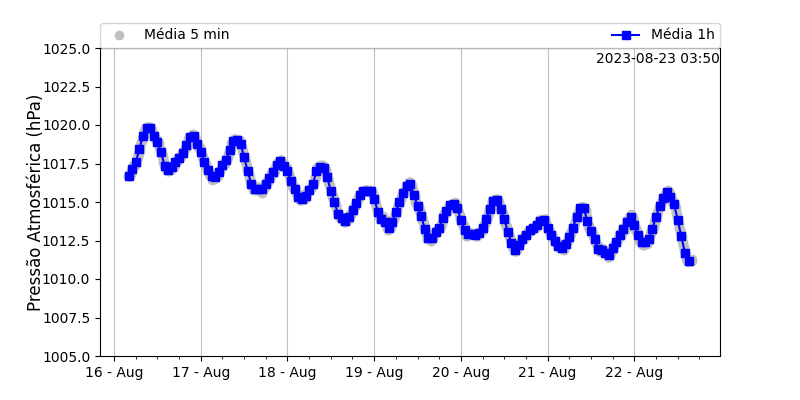 Média 5 min
Média 1h
2023-08-23 03:50
Pressão Atmosférica (hPa)
1025.0
1022.5
1020.0
1017.5
1015.0
1012.5
1010.0
1007.5
1005.0
16 - Aug
17 - Aug
18 - Aug
19 - Aug
20 - Aug
21 - Aug
22 - Aug